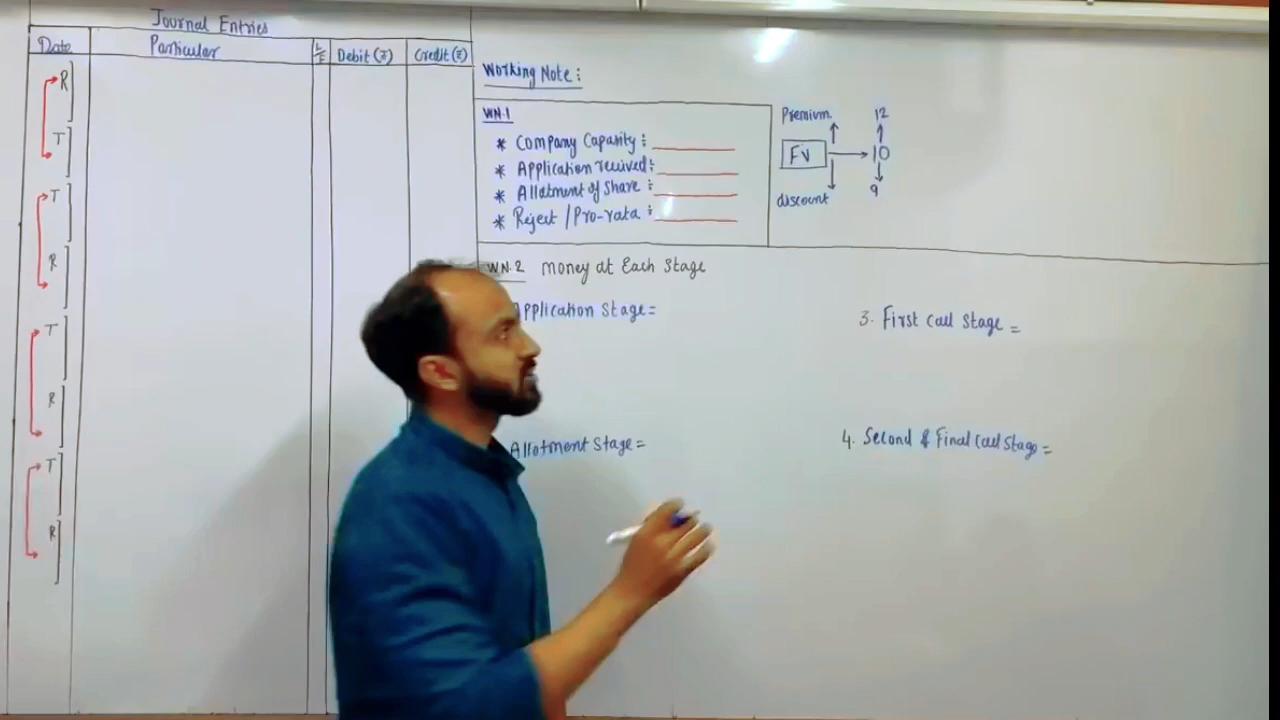 Journal Entries
Date Particular L/F Debit (₹) Credit (₹)
R
T
T
R
T
R
T
R
Working Note :
WN.1
* Company Capacity :
* Application recived :
* Allotment of Share :
* Reject / Pro-rata :
Premium 12
FV 10
discount 9
WN.2 Money at Each Stage
Application Stage =
Allotment Stage =
3. First Call Stage =
4. Second & Final Call Stage =